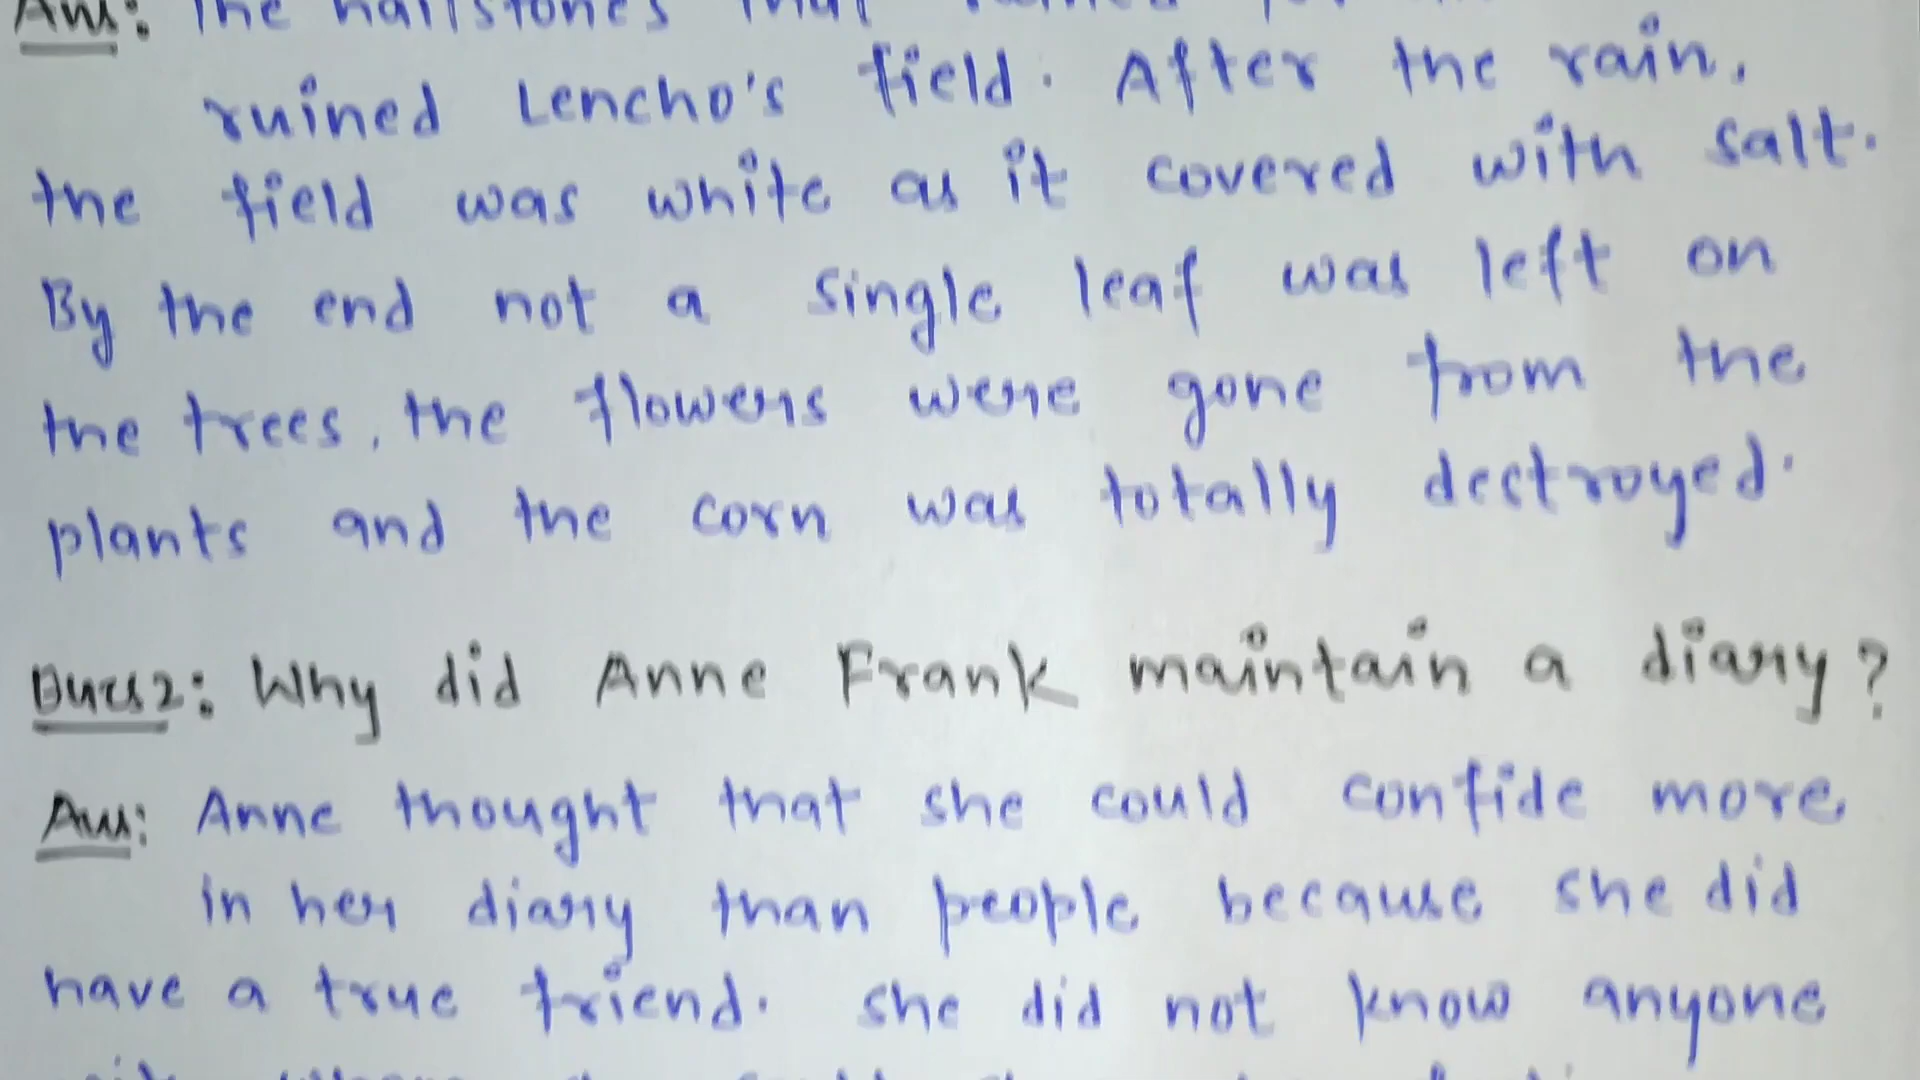 Ans: The hailstones that
ruined Lencho's field. After the rain,
the field was white as it covered with salt.
By the end not a single leaf was left on
the trees, the flowers were gone from the
plants and the corn was totally destroyed.
Ques2: Why did Anne Frank maintain a diary?
Ans: Anne thought that she could confide more
in her diary than people because she did
have a true friend. She did not know anyone